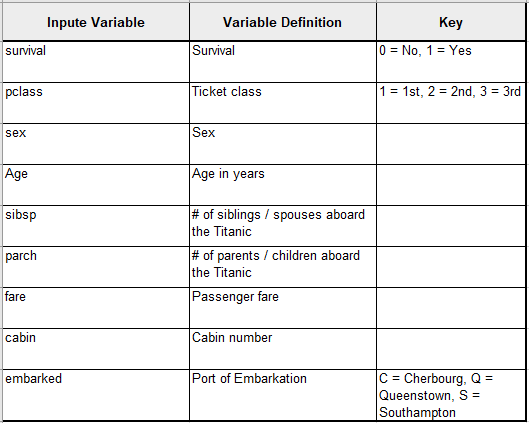 Inpute Variable Variable Definition Key
survival Survival 0 = No, 1 = Yes
pclass Ticket class 1 = 1st, 2 = 2nd, 3 = 3rd
sex Sex
Age Age in years
sibsp # of siblings / spouses aboard
the Titanic
parch # of parents / children aboard
the Titanic
fare Passenger fare
cabin Cabin number
embarked Port of Embarkation C = Cherbourg, Q =
Queenstown, S =
Southampton